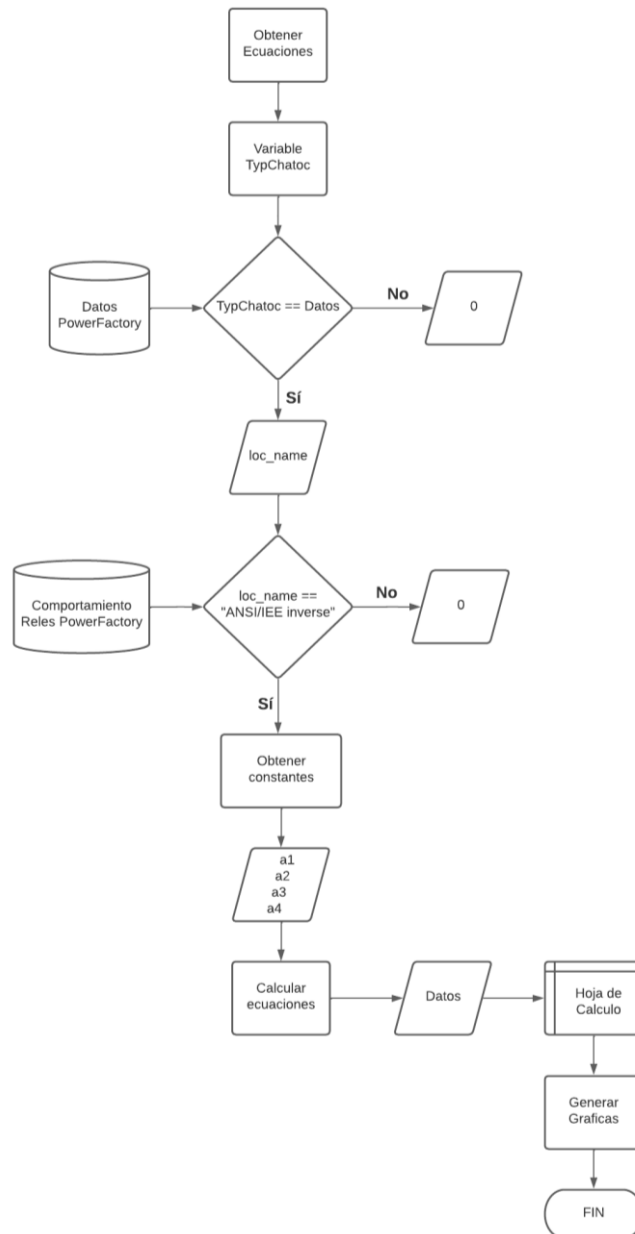 Obtener
Ecuaciones
Variable
TypChatoc
Datos
PowerFactory
TypChatoc == Datos
No
0
Sí
loc_name
Comportamiento
Reles PowerFactory
loc_name ==
"ANSI/IEE inverse"
No
0
Sí
Obtener
constantes
a1
a2
a3
a4
Calcular
ecuaciones
Datos
Hoja de
Calculo
Generar
Graficas
FIN